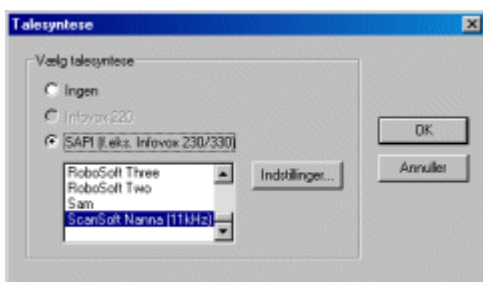 Talesyntese
Vælg talesyntese
Ingen
Infovox 220
SAPI (f.eks. Infovox 230/330)
RoboSoft Three
RoboSoft Two
Sam
ScanSoft Nanna (11kHz)
Indstillinger...
OK
Annuller